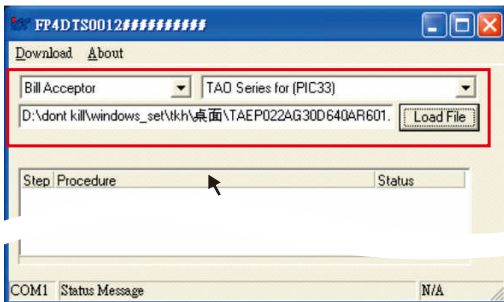 FP4DTS0012##########
Download About
Bill Acceptor TAO Series for (PIC33)
D:\dont kill\windows_set\tkh\桌面\TAEP022AG30D640AR601. Load File
Step Procedure Status
COM1 Status Message N/A